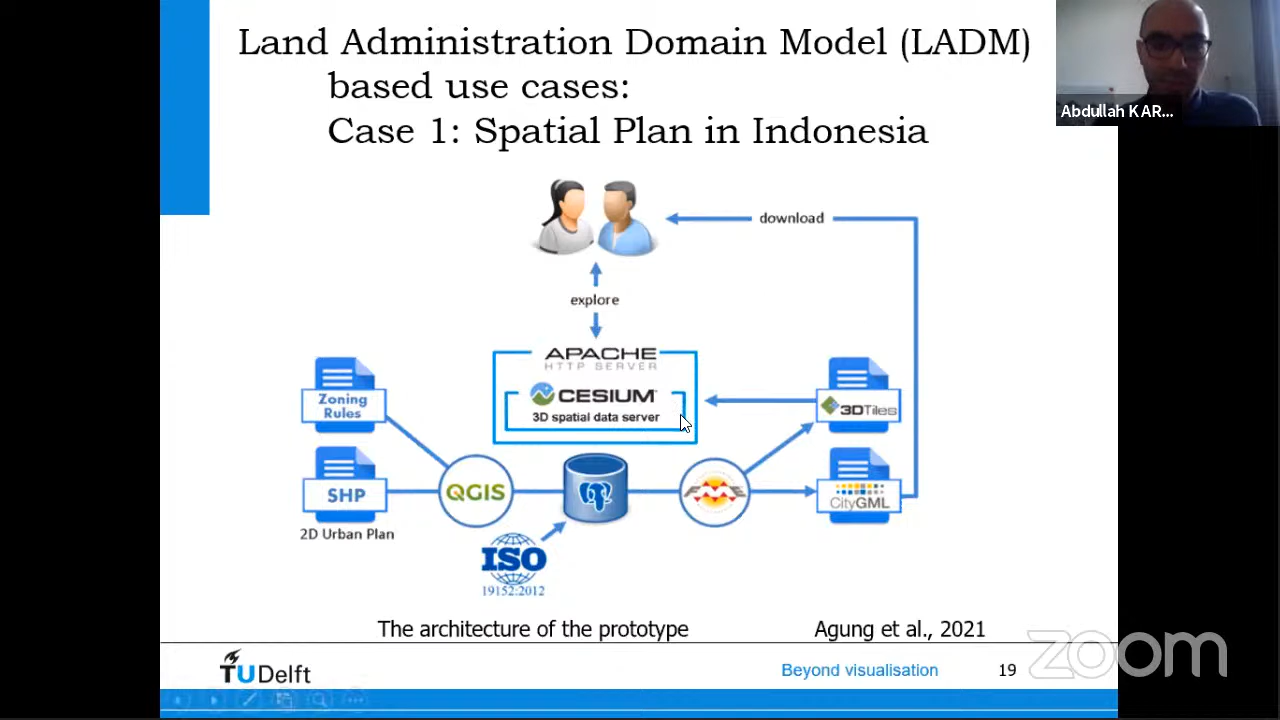 Land Administration Domain Model (LADM)
based use cases:
Case 1: Spatial Plan in Indonesia
Abdullah KAR...
download
explore
APACHE
HTTP SERVER
CESIUM
3D spatial data server
Zoning
Rules
3DTiles
SHP
QGIS
FME
CityGML
2D Urban Plan
ISO
19152:2012
The architecture of the prototype
Agung et al., 2021
TUDelft
Beyond visualisation
19
zoom